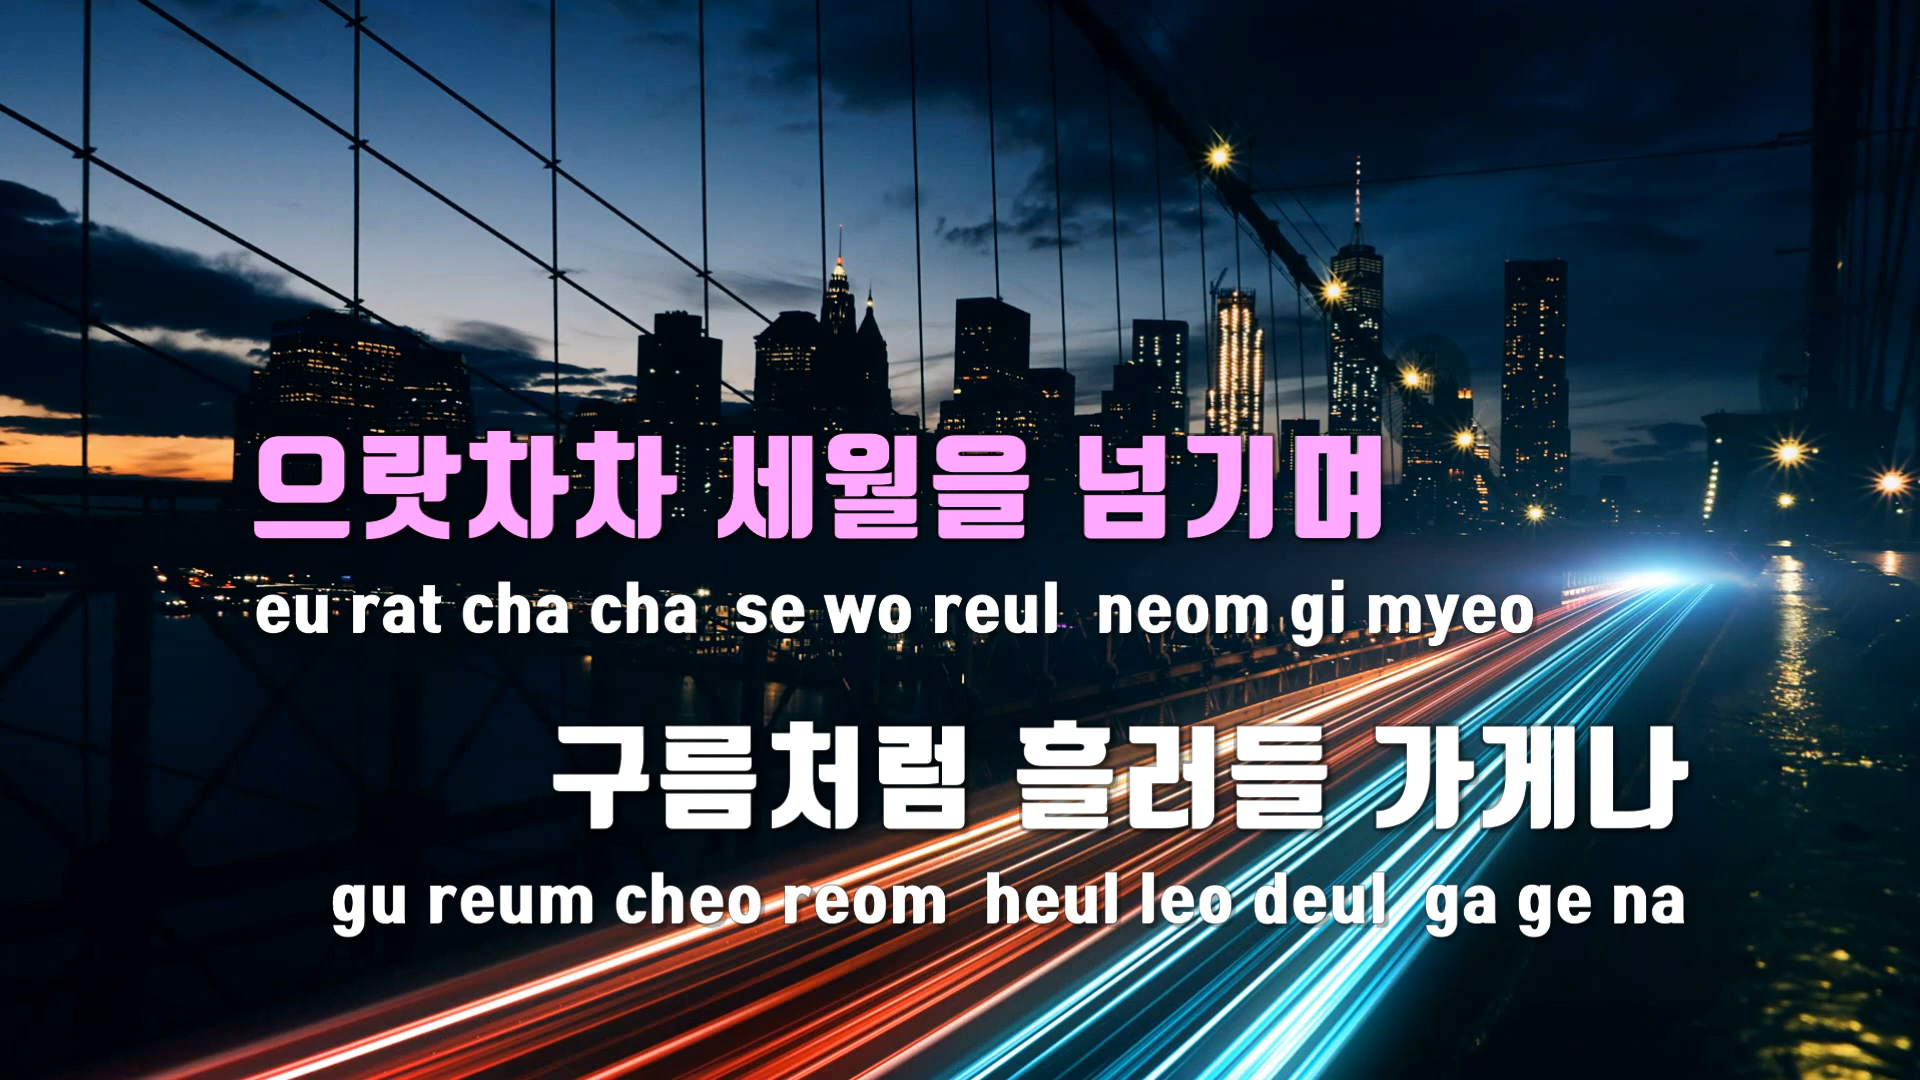 으랏차차 세월을 넘기며
eu rat cha cha se wo reul neom gi myeo
구름처럼 흘러들 가게나
gu reum cheo reom heul leo deul ga ge na